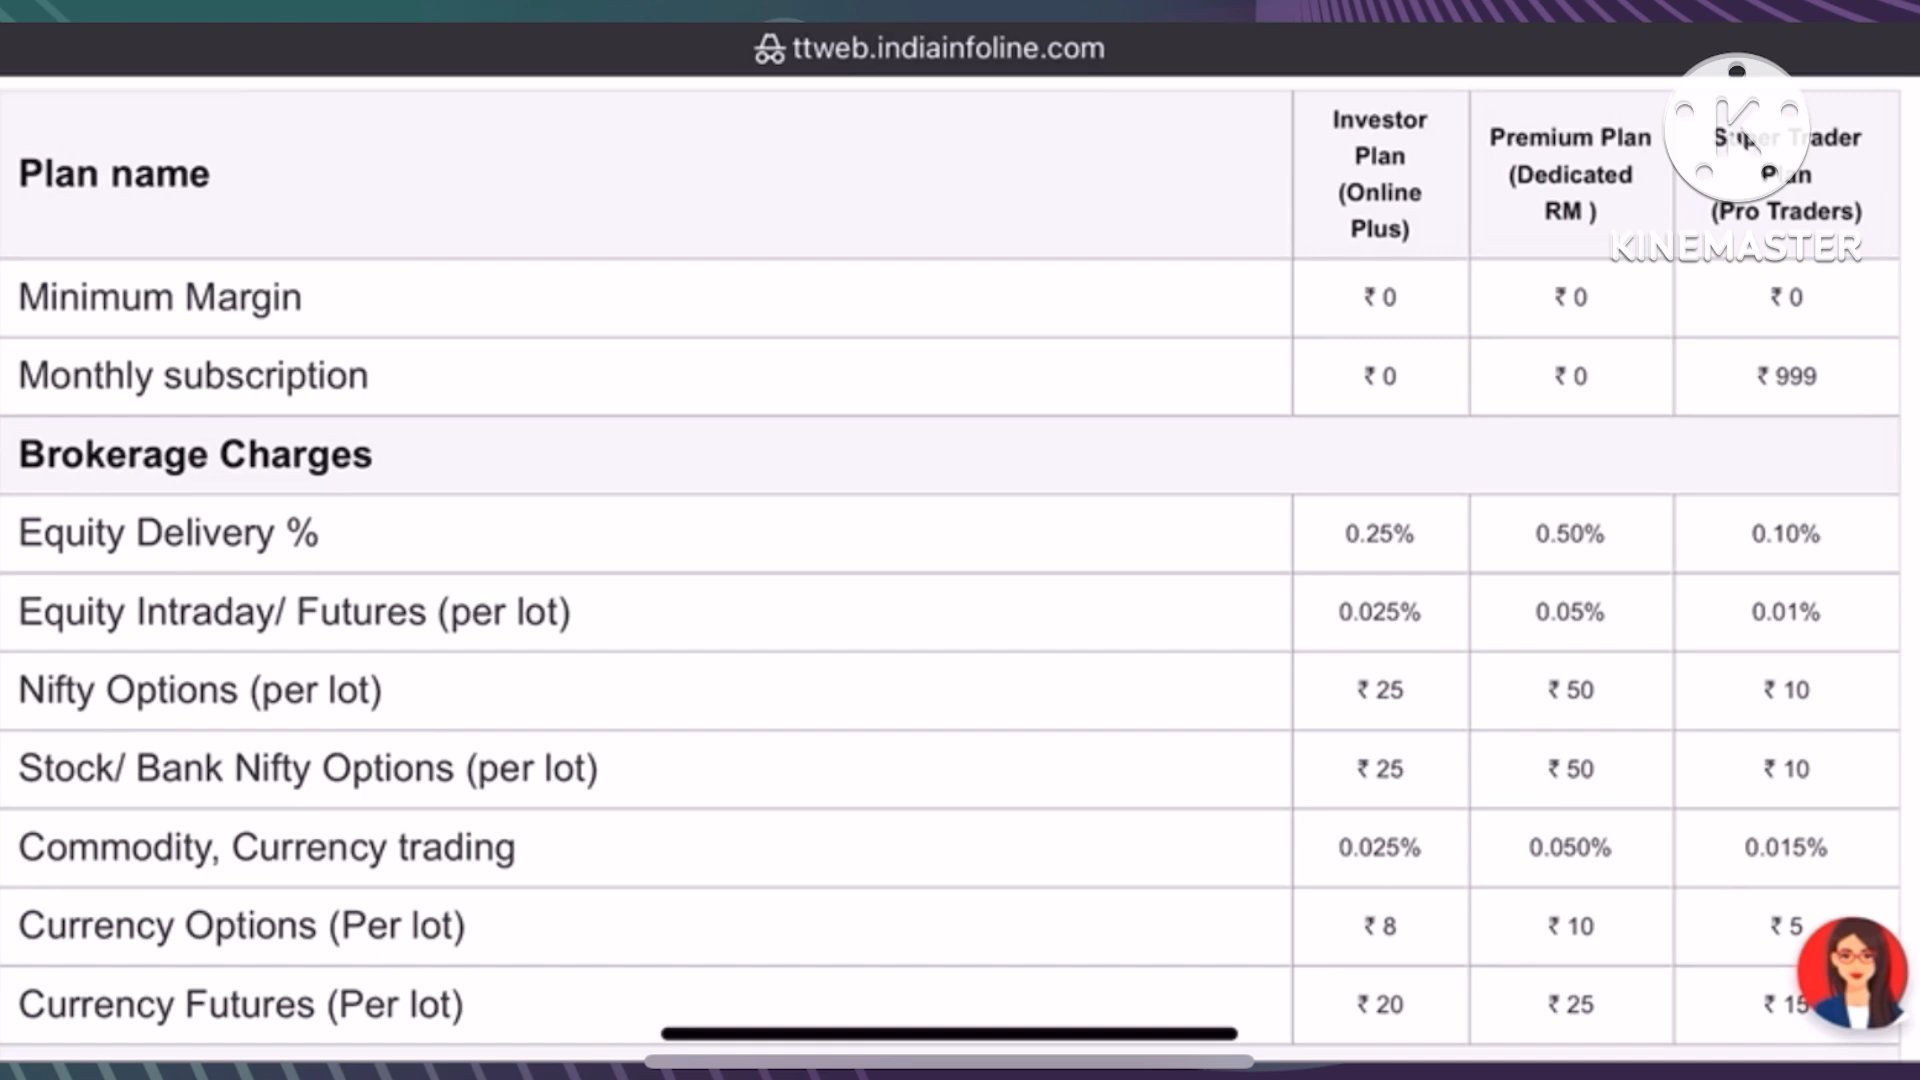 ttweb.indiainfoline.com
Plan name
Investor
Plan
(Online
Plus)
Premium Plan
(Dedicated
RM )
Super Trader
Plan
(Pro Traders)
KINEMASTER
Minimum Margin ₹ 0 ₹ 0 ₹ 0
Monthly subscription ₹ 0 ₹ 0 ₹ 999
Brokerage Charges
Equity Delivery % 0.25% 0.50% 0.10%
Equity Intraday/ Futures (per lot) 0.025% 0.05% 0.01%
Nifty Options (per lot) ₹ 25 ₹ 50 ₹ 10
Stock/ Bank Nifty Options (per lot) ₹ 25 ₹ 50 ₹ 10
Commodity, Currency trading 0.025% 0.050% 0.015%
Currency Options (Per lot) ₹ 8 ₹ 10 ₹ 5
Currency Futures (Per lot) ₹ 20 ₹ 25 ₹ 15